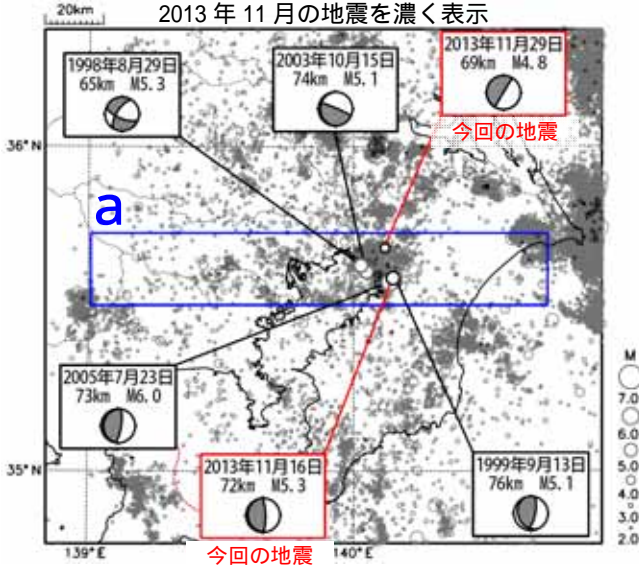 20km
2013年11月の地震を濃く表示
1998年8月29日
65km M5.3
2003年10月15日
74km M5.1
2013年11月29日
69km M4.8
今回の地震
36°N
a
2005年7月23日
73km M6.0
2013年11月16日
72km M5.3
今回の地震
1999年9月13日
76km M5.1
35°N
139°E
140°E
M
7.0
6.0
5.0
4.0
3.0
2.0